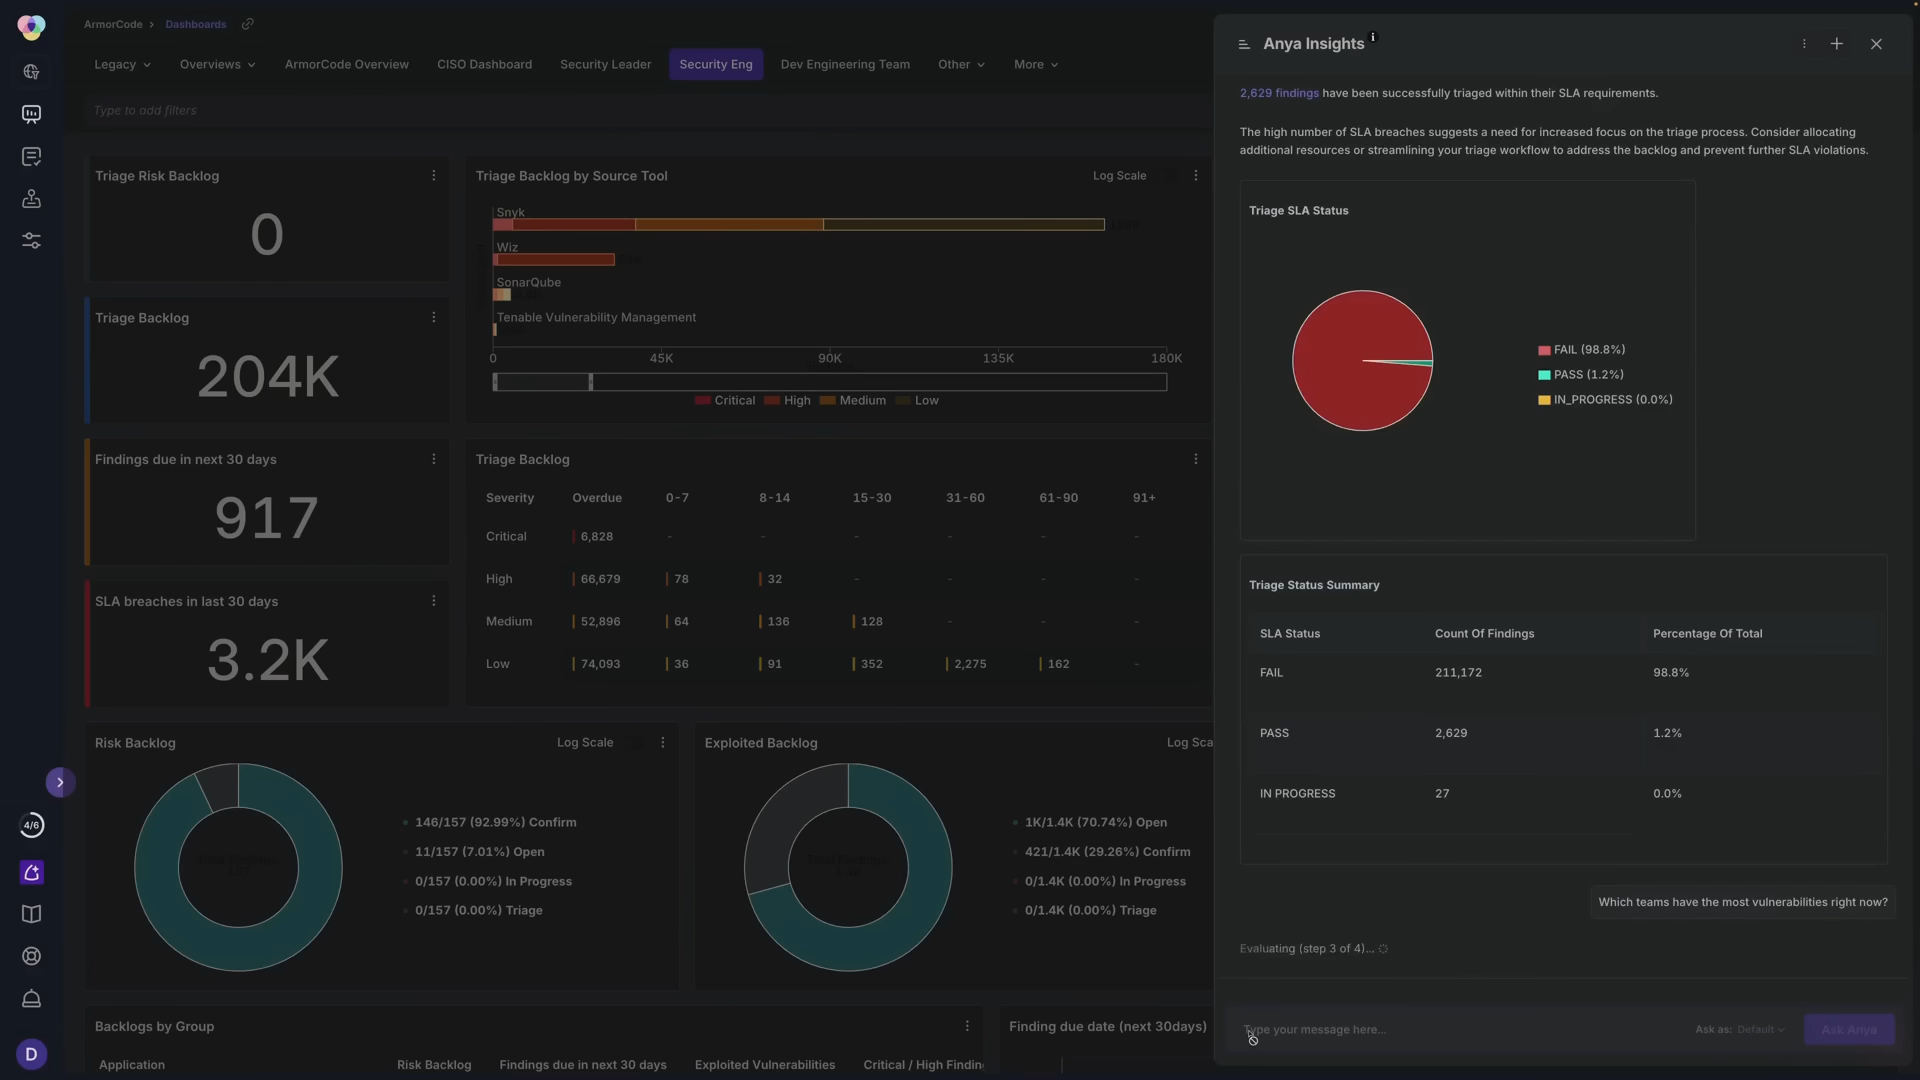 ArmorCode > Dashboards
Legacy
Overviews
ArmorCode Overview
CISO Dashboard
Security Leader
Security Eng
Dev Engineering Team
Other
More
Type to add filters
Triage Risk Backlog
0
Triage Backlog
204K
Findings due in next 30 days
917
SLA breaches in last 30 days
3.2K
Triage Backlog by Source Tool
Log Scale
Snyk
Wiz
SonarQube
Tenable Vulnerability Management
0 45K 90K 135K 180K
Critical High Medium Low
Triage Backlog
Severity Overdue 0-7 8-14 15-30 31-60 61-90 91+
Critical 6,828 - - - - - -
High 66,679 78 32 - - - -
Medium 52,896 64 136 128 - - -
Low 74,093 36 91 352 2,275 162 -
Risk Backlog
Log Scale
146/157 (92.99%) Confirm
11/157 (7.01%) Open
0/157 (0.00%) In Progress
0/157 (0.00%) Triage
Exploited Backlog
Log Sca
1K/1.4K (70.74%) Open
421/1.4K (29.26%) Confirm
0/1.4K (0.00%) In Progress
0/1.4K (0.00%) Triage
Backlogs by Group
Application Risk Backlog Findings due in next 30 days Exploited Vulnerabilities Critical / High Findin
Finding due date (next 30days)
4/6
D
Anya Insights
2,629 findings have been successfully triaged within their SLA requirements.
The high number of SLA breaches suggests a need for increased focus on the triage process. Consider allocating
additional resources or streamlining your triage workflow to address the backlog and prevent further SLA violations.
Triage SLA Status
FAIL (98.8%)
PASS (1.2%)
IN_PROGRESS (0.0%)
Triage Status Summary
SLA Status Count Of Findings Percentage Of Total
FAIL 211,172 98.8%
PASS 2,629 1.2%
IN PROGRESS 27 0.0%
Which teams have the most vulnerabilities right now?
Evaluating (step 3 of 4)...
Type your message here...
Ask as: Default
Ask Anya